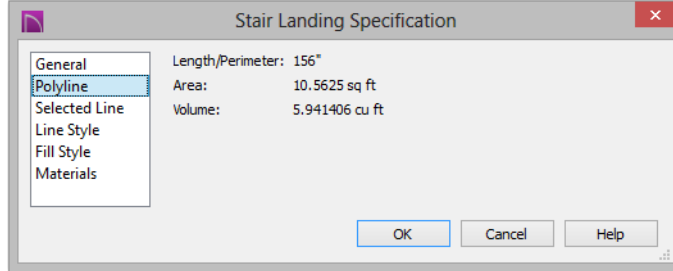 Stair Landing Specification
General
Polyline
Selected Line
Line Style
Fill Style
Materials
Length/Perimeter: 156"
Area: 10.5625 sq ft
Volume: 5.941406 cu ft
OK Cancel Help